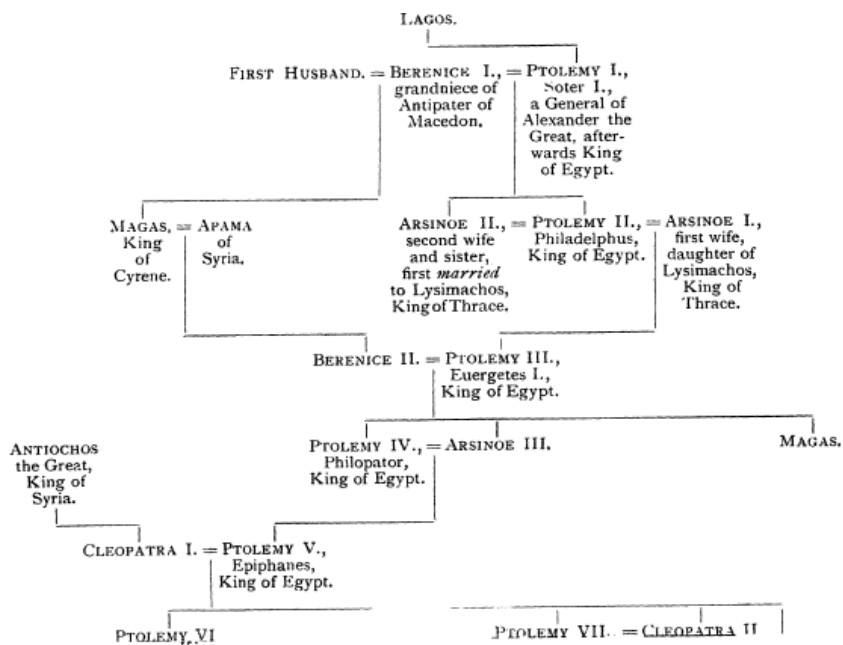 LAGOS.
FIRST HUSBAND. = BERENICE I., = PTOLEMY I.,
grandniece of Soter I.,
Antipater of a General of
Macedon. Alexander the
Great, after-
wards King
of Egypt.
MAGAS, = APAMA ARSINOE II., = PTOLEMY II., = ARSINOE I.,
King of second wife Philadelphus, first wife,
of Syria. and sister, King of Egypt. daughter of
Cyrene. first married Lysimachos,
to Lysimachos, King of
King of Thrace. Thrace.
BERENICE II. = PTOLEMY III.,
Euergetes I.,
King of Egypt.
ANTIOCHOS PTOLEMY IV., = ARSINOE III. MAGAS.
the Great, Philopator,
King of King of Egypt.
Syria.
CLEOPATRA I. = PTOLEMY V.,
Epiphanes,
King of Egypt.
PTOLEMY VI PTOLEMY VII. = CLEOPATRA II